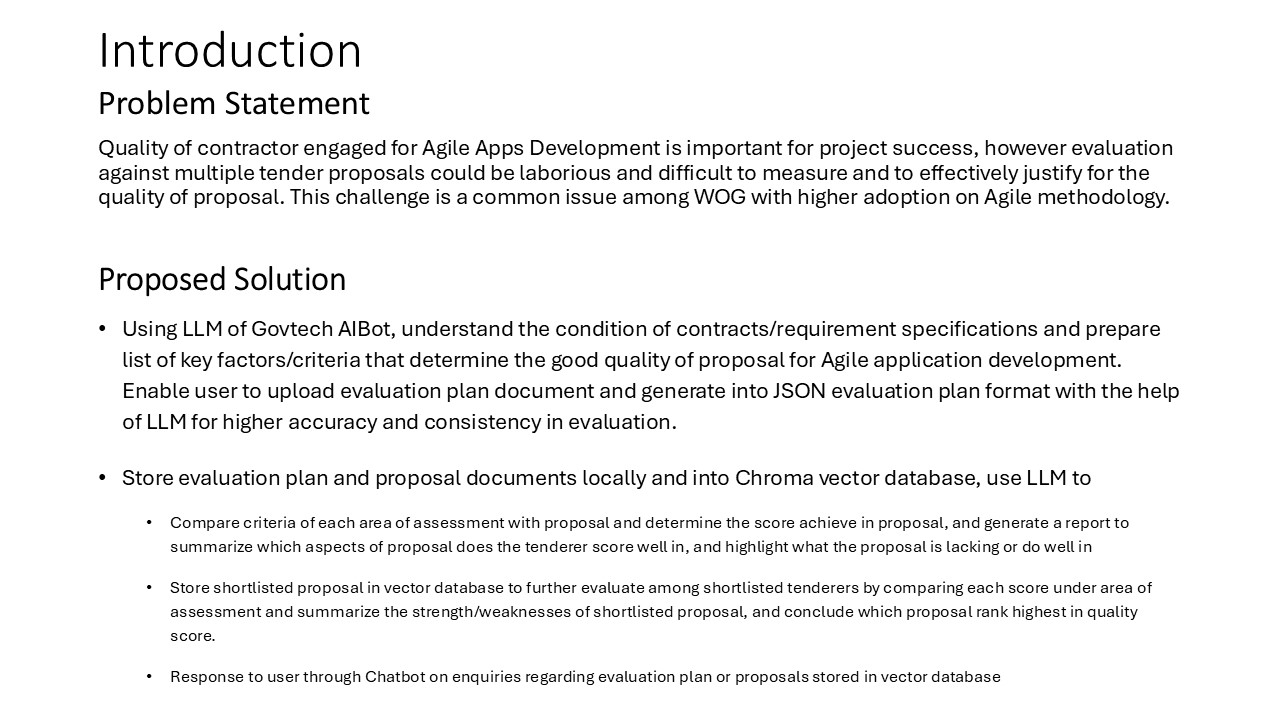 Introduction
Problem Statement
Quality of contractor engaged for Agile Apps Development is important for project success, however evaluation
against multiple tender proposals could be laborious and difficult to measure and to effectively justify for the
quality of proposal. This challenge is a common issue among WOG with higher adoption on Agile methodology.
Proposed Solution
• Using LLM of Govtech AIBot, understand the condition of contracts/requirement specifications and prepare
list of key factors/criteria that determine the good quality of proposal for Agile application development.
Enable user to upload evaluation plan document and generate into JSON evaluation plan format with the help
of LLM for higher accuracy and consistency in evaluation.
• Store evaluation plan and proposal documents locally and into Chroma vector database, use LLM to
• Compare criteria of each area of assessment with proposal and determine the score achieve in proposal, and generate a report to
summarize which aspects of proposal does the tenderer score well in, and highlight what the proposal is lacking or do well in
• Store shortlisted proposal in vector database to further evaluate among shortlisted tenderers by comparing each score under area of
assessment and summarize the strength/weaknesses of shortlisted proposal, and conclude which proposal rank highest in quality
score.
• Response to user through Chatbot on enquiries regarding evaluation plan or proposals stored in vector database